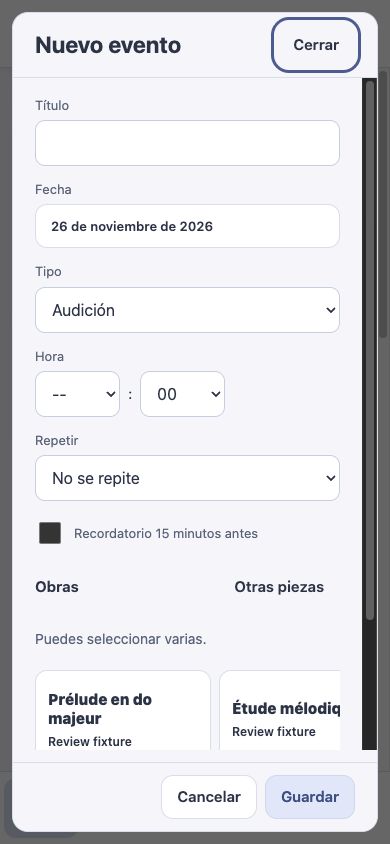 Nuevo evento
Cerrar
Título
Fecha
26 de noviembre de 2026
Tipo
Audición
Hora
-- : 00
Repetir
No se repite
Recordatorio 15 minutos antes
Obras
Otras piezas
Puedes seleccionar varias.
Prélude en do
majeur
Review fixture
Étude mélodiq
Review fixture
Cancelar
Guardar